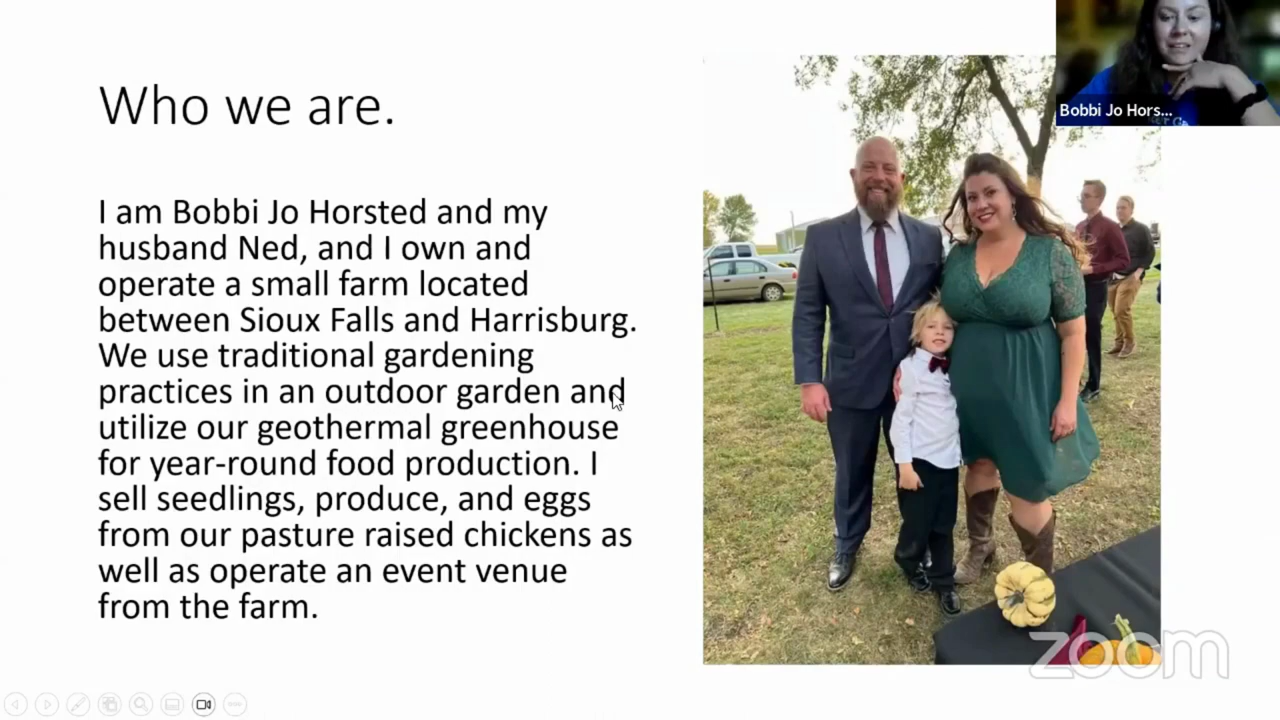 Who we are.
I am Bobbi Jo Horsted and my
husband Ned, and I own and
operate a small farm located
between Sioux Falls and Harrisburg.
We use traditional gardening
practices in an outdoor garden and
utilize our geothermal greenhouse
for year-round food production. I
sell seedlings, produce, and eggs
from our pasture raised chickens as
well as operate an event venue
from the farm.
Bobbi Jo Hors...
zoom